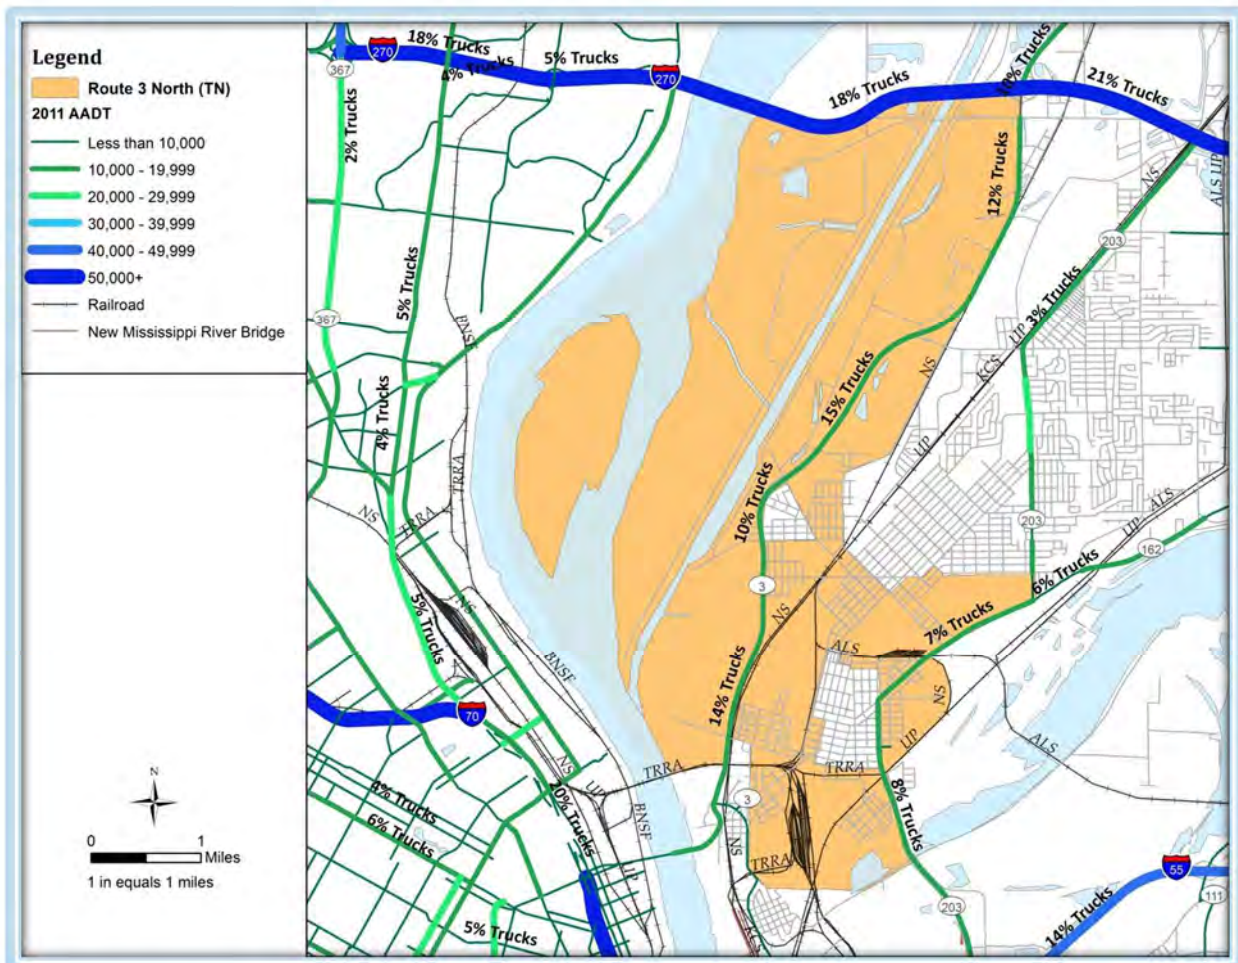 Legend
Route 3 North (TN)
2011 AADT
Less than 10,000
10,000 - 19,999
20,000 - 29,999
30,000 - 39,999
40,000 - 49,999
50,000+
Railroad
New Mississippi River Bridge
N
0 1
Miles
1 in equals 1 miles
18% Trucks
270
4% Trucks
5% Trucks
270
18% Trucks
18% Trucks
21% Trucks
367
2% Trucks
12% Trucks
NS
ALS UP
203
5% Trucks
3% Trucks
367
BNSF
UP
KCS
NS
15% Trucks
4% Trucks
UP
TRRA
10% Trucks
NS
TRRA
203
UP
ALS
162
3
6% Trucks
NS
5% Trucks
NS
7% Trucks
ALS
BNSF
14% Trucks
NS
70
UP
ALS
NS
TRRA
TRRA
UP
20% Trucks
4% Trucks
6% Trucks
3
BNSF
8% Trucks
NS
TRRA
UP
55
111
203
5% Trucks
14% Trucks
KCS